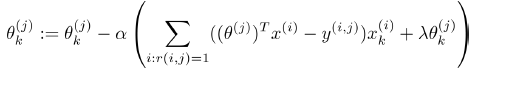 θ_k^{(j)} := θ_k^{(j)} − α ( ∑_{i:r(i,j)=1} ((θ^{(j)})^T x^{(i)} − y^{(i,j)}) x_k^{(i)} + λθ_k^{(j)} )